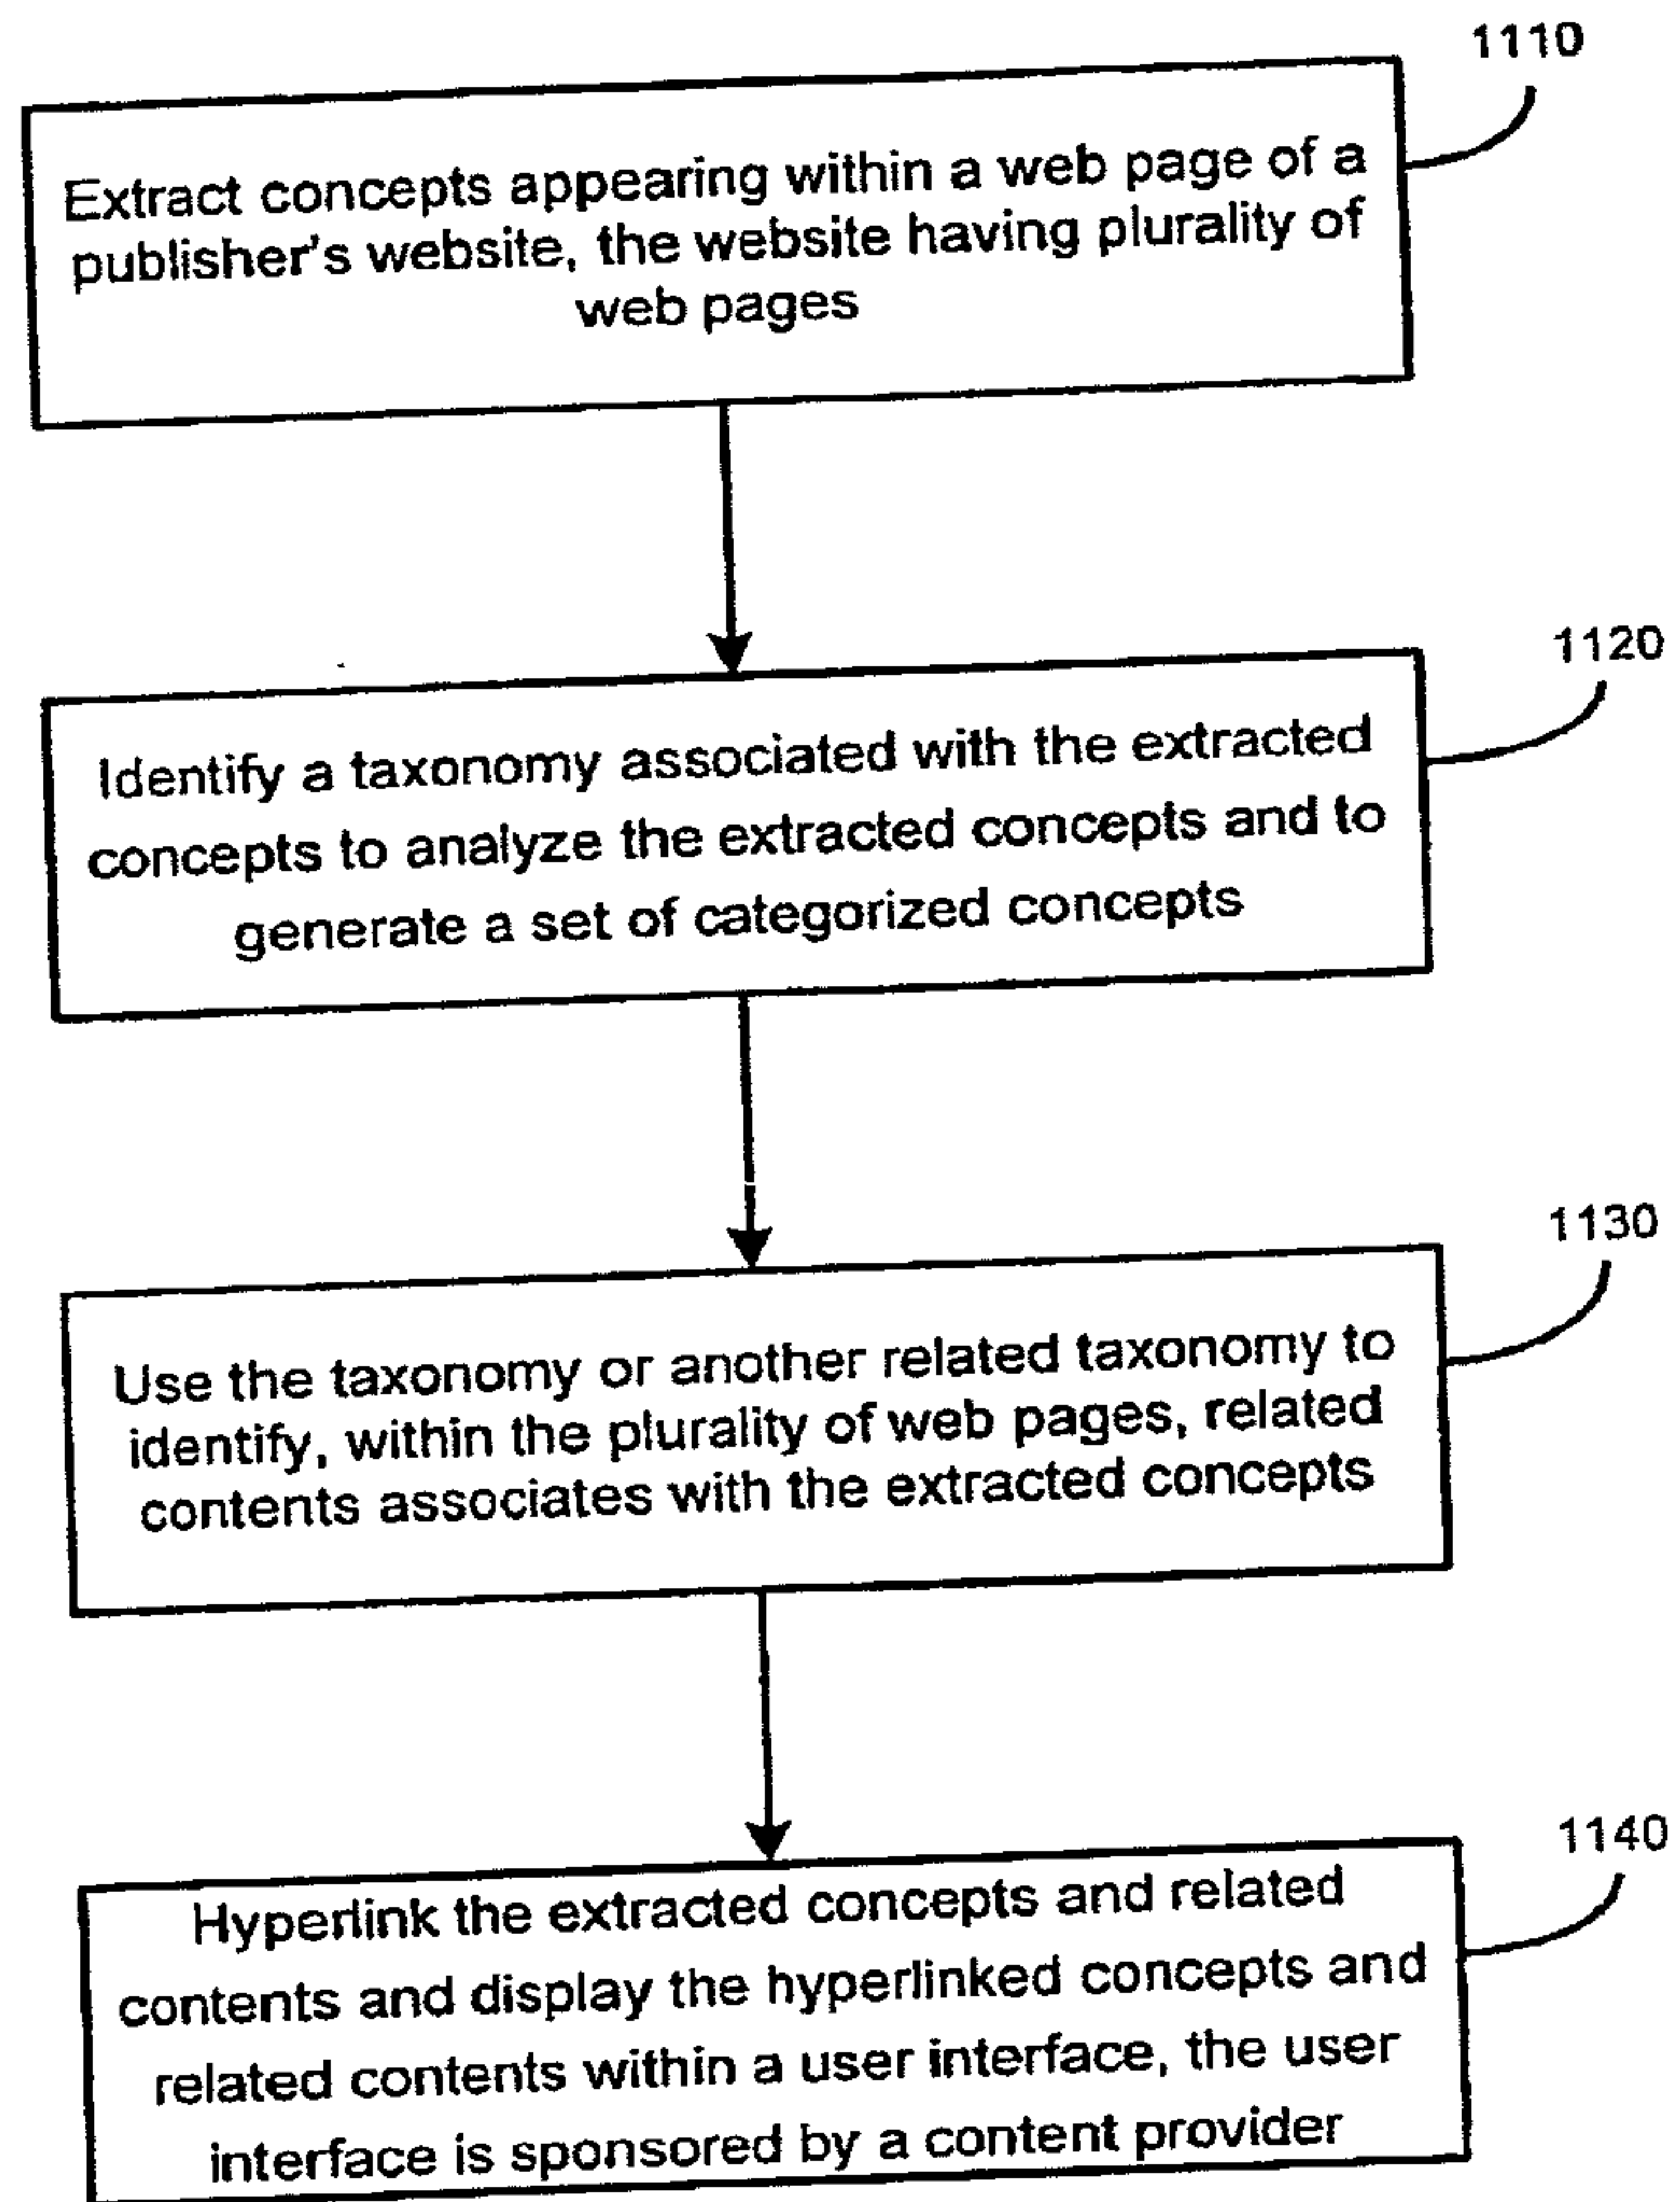 1110
Extract concepts appearing within a web page of a
publisher's website, the website having plurality of
web pages
1120
Identify a taxonomy associated with the extracted
concepts to analyze the extracted concepts and to
generate a set of categorized concepts
1130
Use the taxonomy or another related taxonomy to
identify, within the plurality of web pages, related
contents associates with the extracted concepts
1140
Hyperlink the extracted concepts and related
contents and display the hyperlinked concepts and
related contents within a user interface, the user
interface is sponsored by a content provider